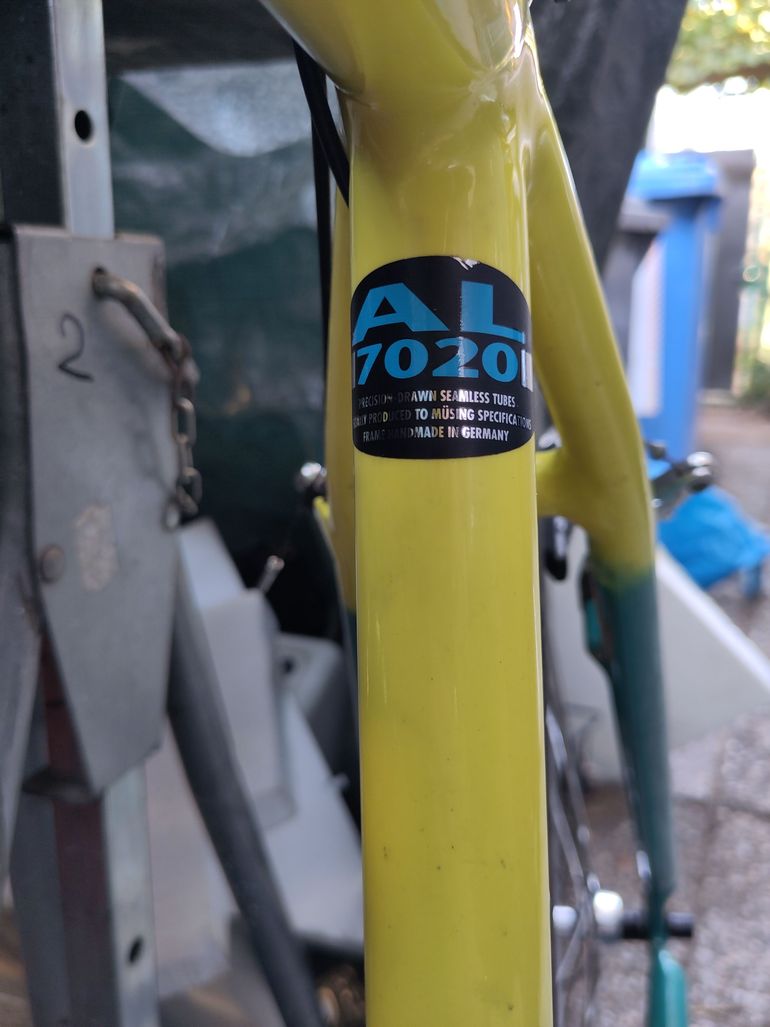 2
AL
7020
PRECISION-DRAWN SEAMLESS TUBES
PRODUCED TO MÜSING SPECIFICATIONS
FRAME HANDMADE IN GERMANY